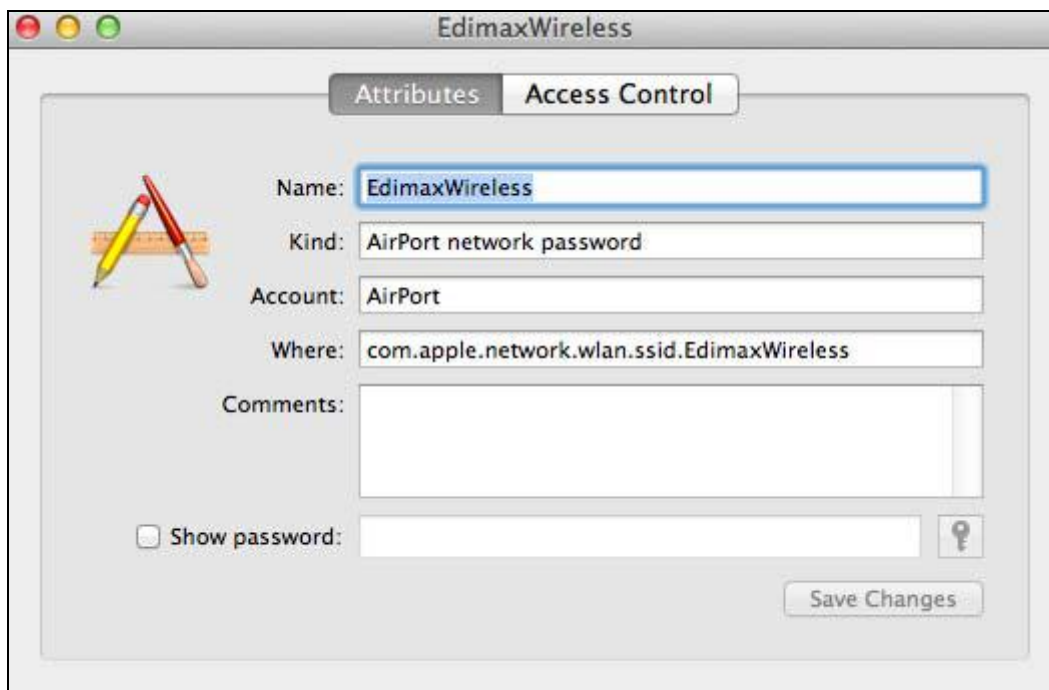 EdimaxWireless
Attributes Access Control
Name: EdimaxWireless
Kind: AirPort network password
Account: AirPort
Where: com.apple.network.wlan.ssid.EdimaxWireless
Comments:
Show password:
Save Changes